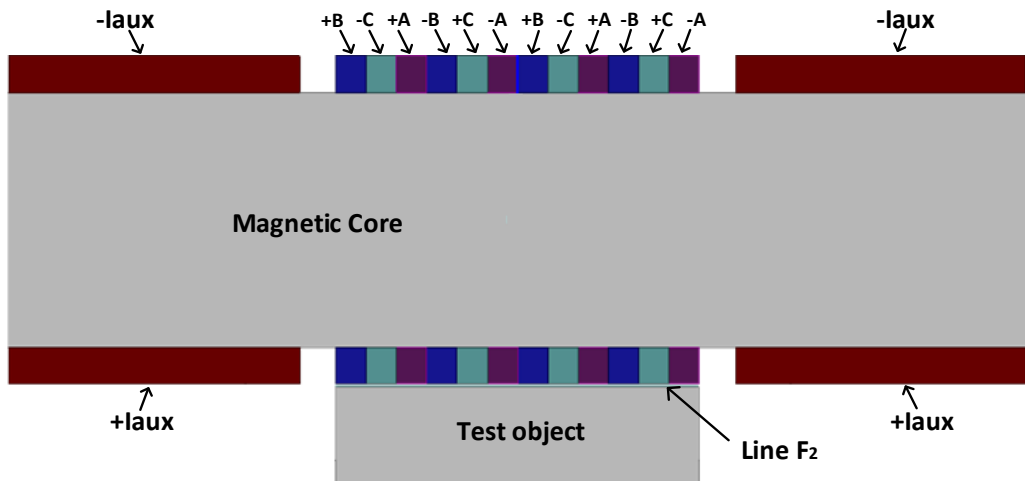 -Iaux
+B -C +A -B +C -A +B -C +A -B +C -A
-Iaux
Magnetic Core
+Iaux
Test object
Line F₂
+Iaux